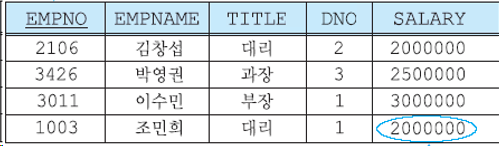 EMPNO EMPNAME TITLE DNO SALARY
2106 김창섭 대리 2 2000000
3426 박영권 과장 3 2500000
3011 이수민 부장 1 3000000
1003 조민희 대리 1 2000000